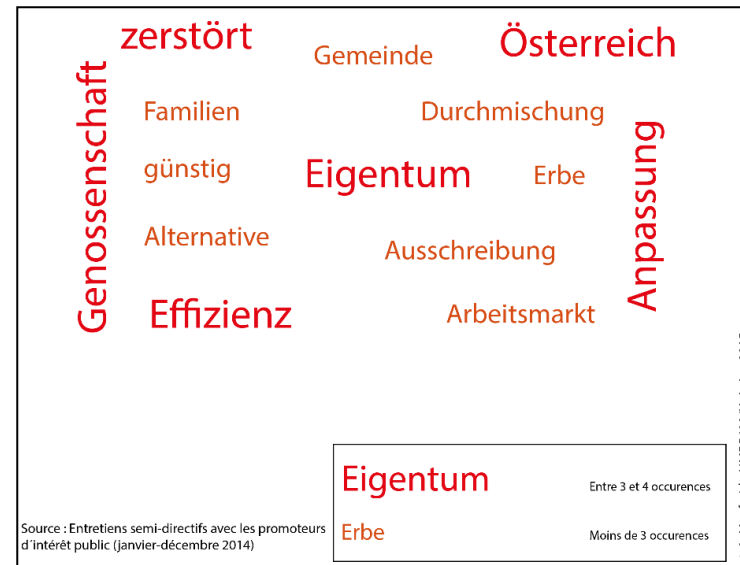 zerstört
Gemeinde
Österreich
Genossenschaft
Familien
Durchmischung
Anpassung
günstig
Eigentum
Erbe
Alternative
Ausschreibung
Effizienz
Arbeitsmarkt
Eigentum
Entre 3 et 4 occurences
Erbe
Moins de 3 occurences
Source : Entretiens semi-directifs avec les promoteurs
d´intérêt public (janvier-décembre 2014)